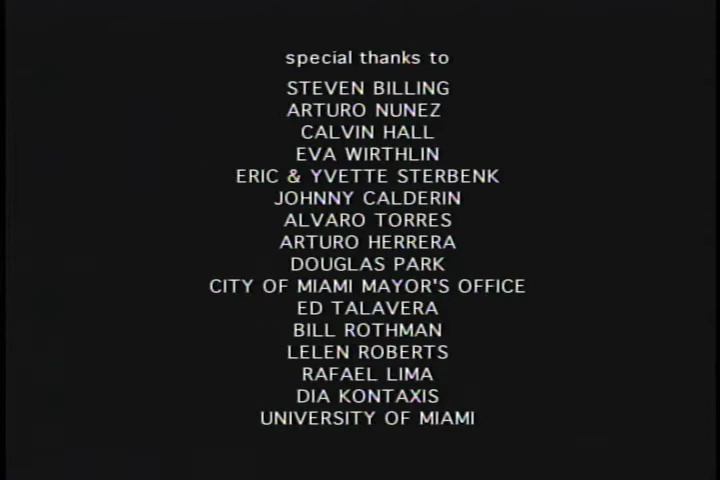 special thanks to
STEVEN BILLING
ARTURO NUNEZ
CALVIN HALL
EVA WIRTHLIN
ERIC & YVETTE STERBENK
JOHNNY CALDERIN
ALVARO TORRES
ARTURO HERRERA
DOUGLAS PARK
CITY OF MIAMI MAYOR'S OFFICE
ED TALAVERA
BILL ROTHMAN
LELEN ROBERTS
RAFAEL LIMA
DIA KONTAXIS
UNIVERSITY OF MIAMI